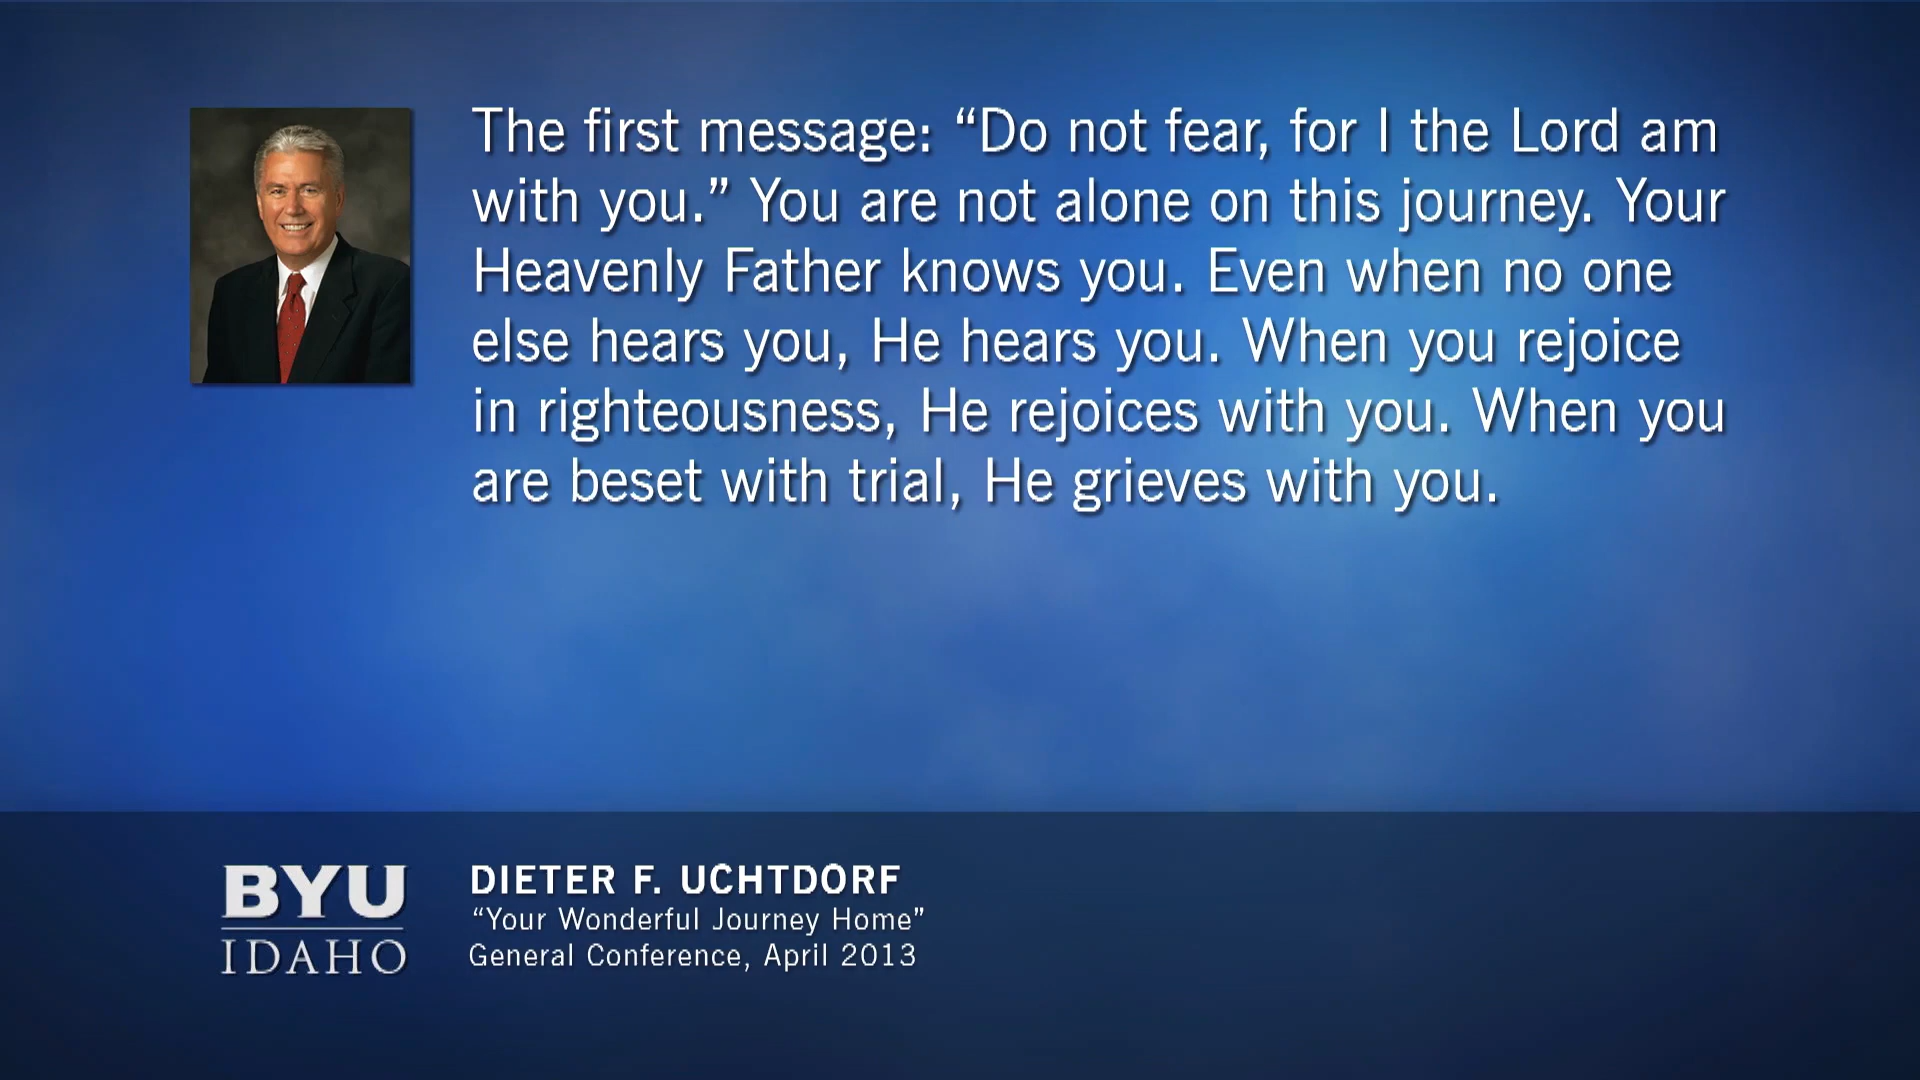 The first message: “Do not fear, for I the Lord am
with you.” You are not alone on this journey. Your
Heavenly Father knows you. Even when no one
else hears you, He hears you. When you rejoice
in righteousness, He rejoices with you. When you
are beset with trial, He grieves with you.
BYU
IDAHO
DIETER F. UCHTDORF
“Your Wonderful Journey Home”
General Conference, April 2013